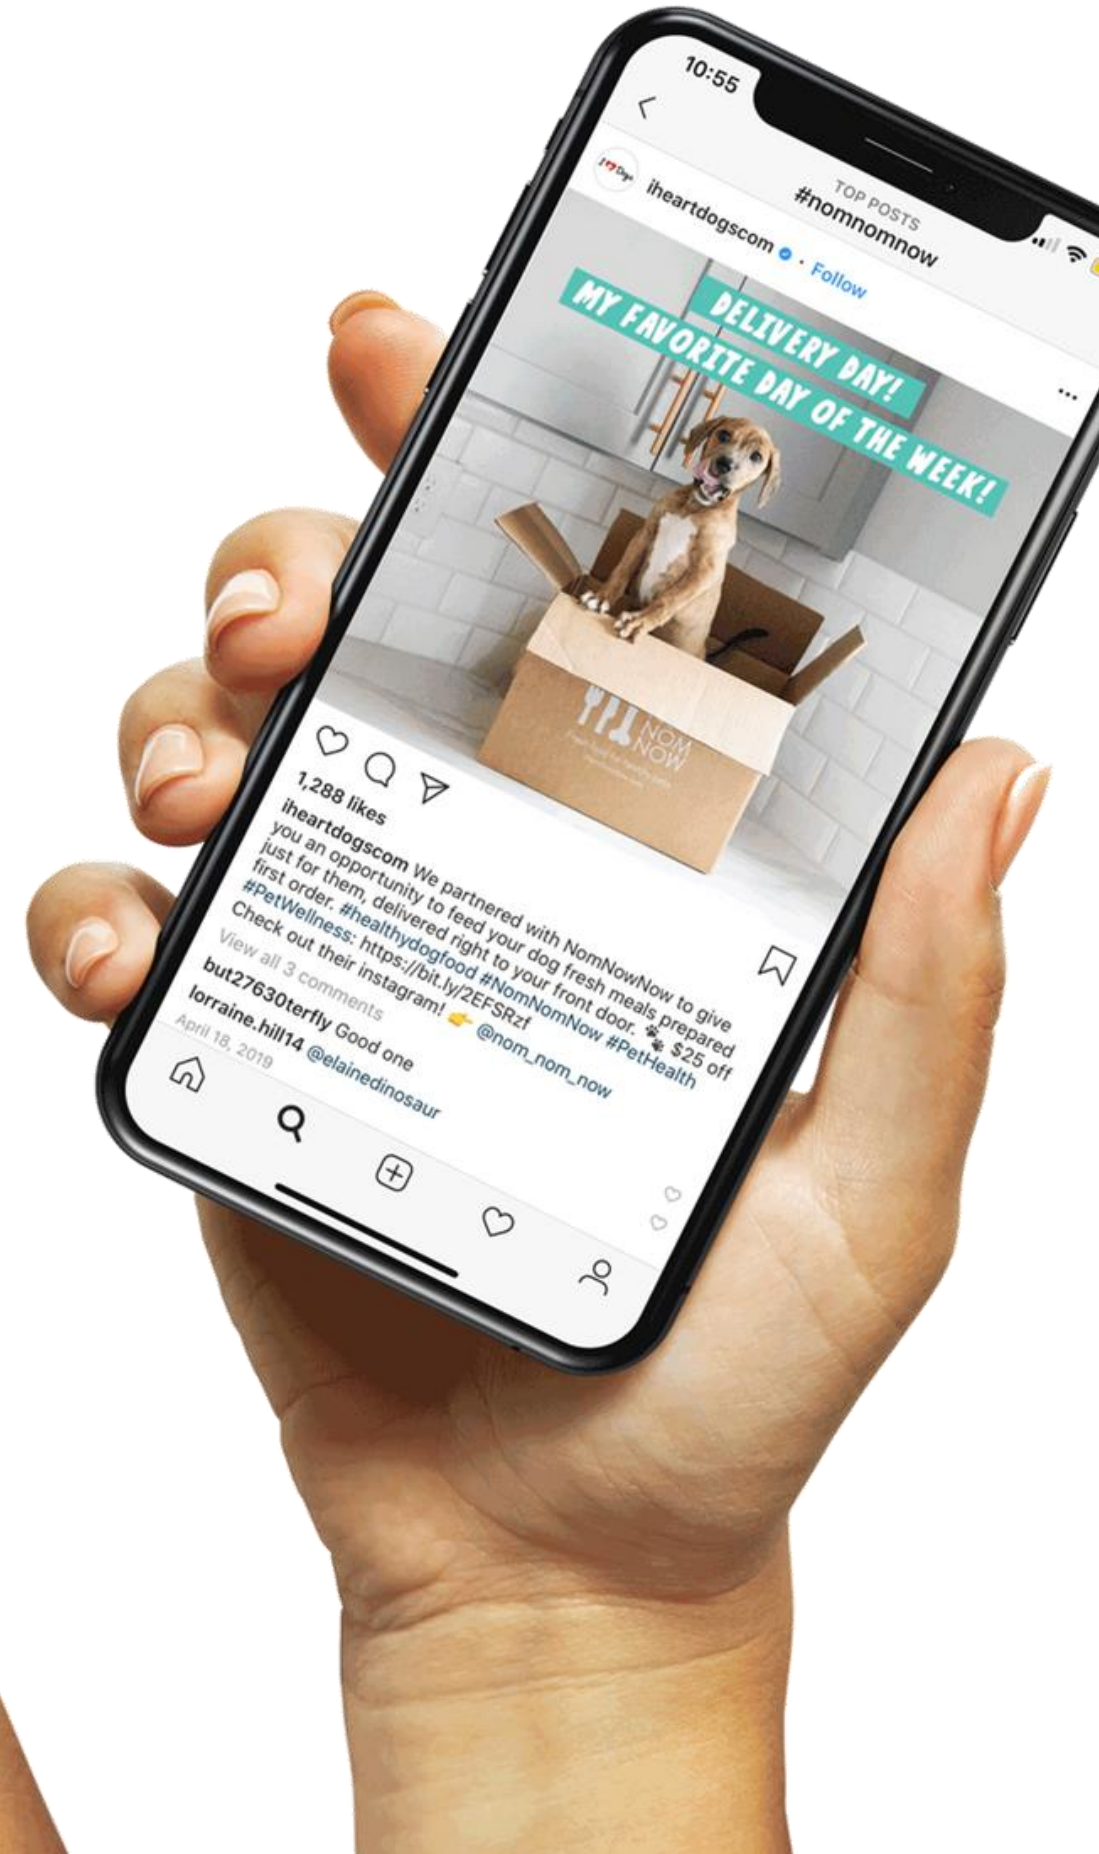 10:55
TOP POSTS
#nomnomnow
I ❤ Dogs
iheartdogscom · Follow
DELIVERY DAY!
MY FAVORITE DAY OF THE WEEK!
NOM
NOW
1,288 likes
iheartdogscom We partnered with NomNowNow to give
you an opportunity to feed your dog fresh meals prepared
just for them, delivered right to your front door. 🐾 $25 off
first order. #healthydogfood #NomNomNow #PetHealth
#PetWellness: https://bit.ly/2EFSRzf
Check out their instagram! 👉 @nom_nom_now
View all 3 comments
but27630terfly Good one
lorraine.hill14 @elainedinosaur
April 18, 2019